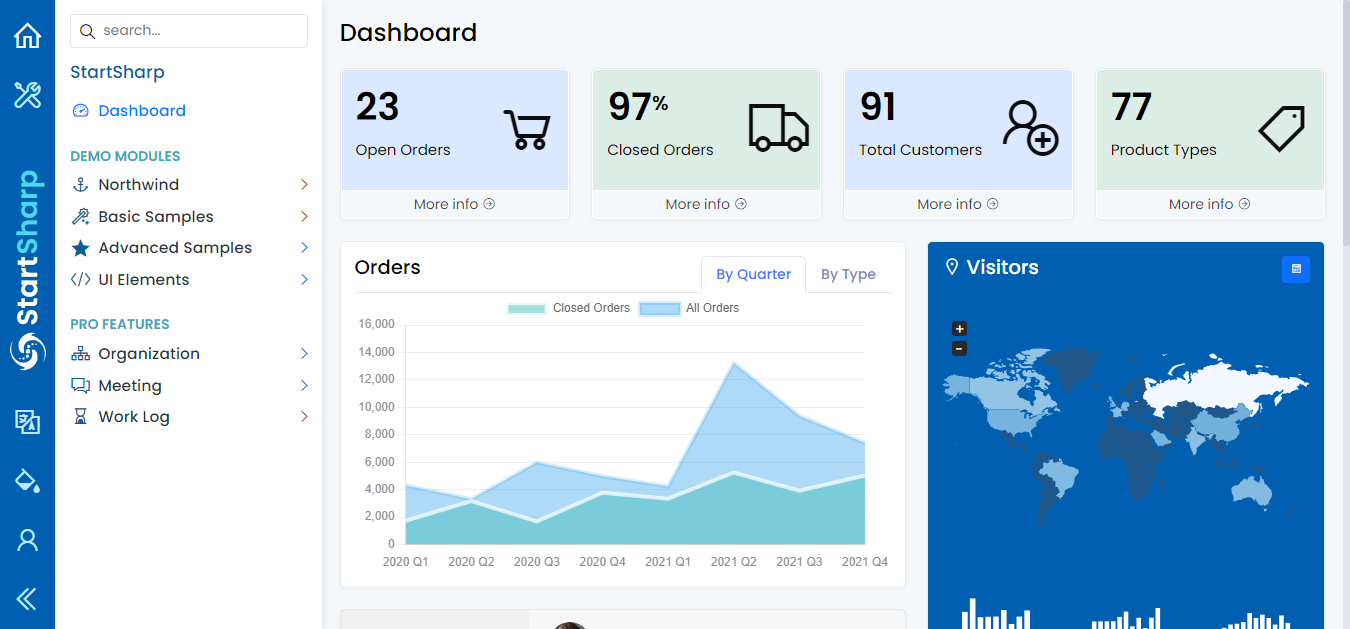 search...
StartSharp
Dashboard
DEMO MODULES
Northwind
Basic Samples
Advanced Samples
UI Elements
PRO FEATURES
Organization
Meeting
Work Log
StartSharp
Dashboard
23
Open Orders
More info
97%
Closed Orders
More info
91
Total Customers
More info
77
Product Types
More info
Orders
By Quarter
By Type
Closed Orders
All Orders
16,000
14,000
12,000
10,000
8,000
6,000
4,000
2,000
0
2020 Q1
2020 Q2
2020 Q3
2020 Q4
2021 Q1
2021 Q2
2021 Q3
2021 Q4
Visitors
+
-